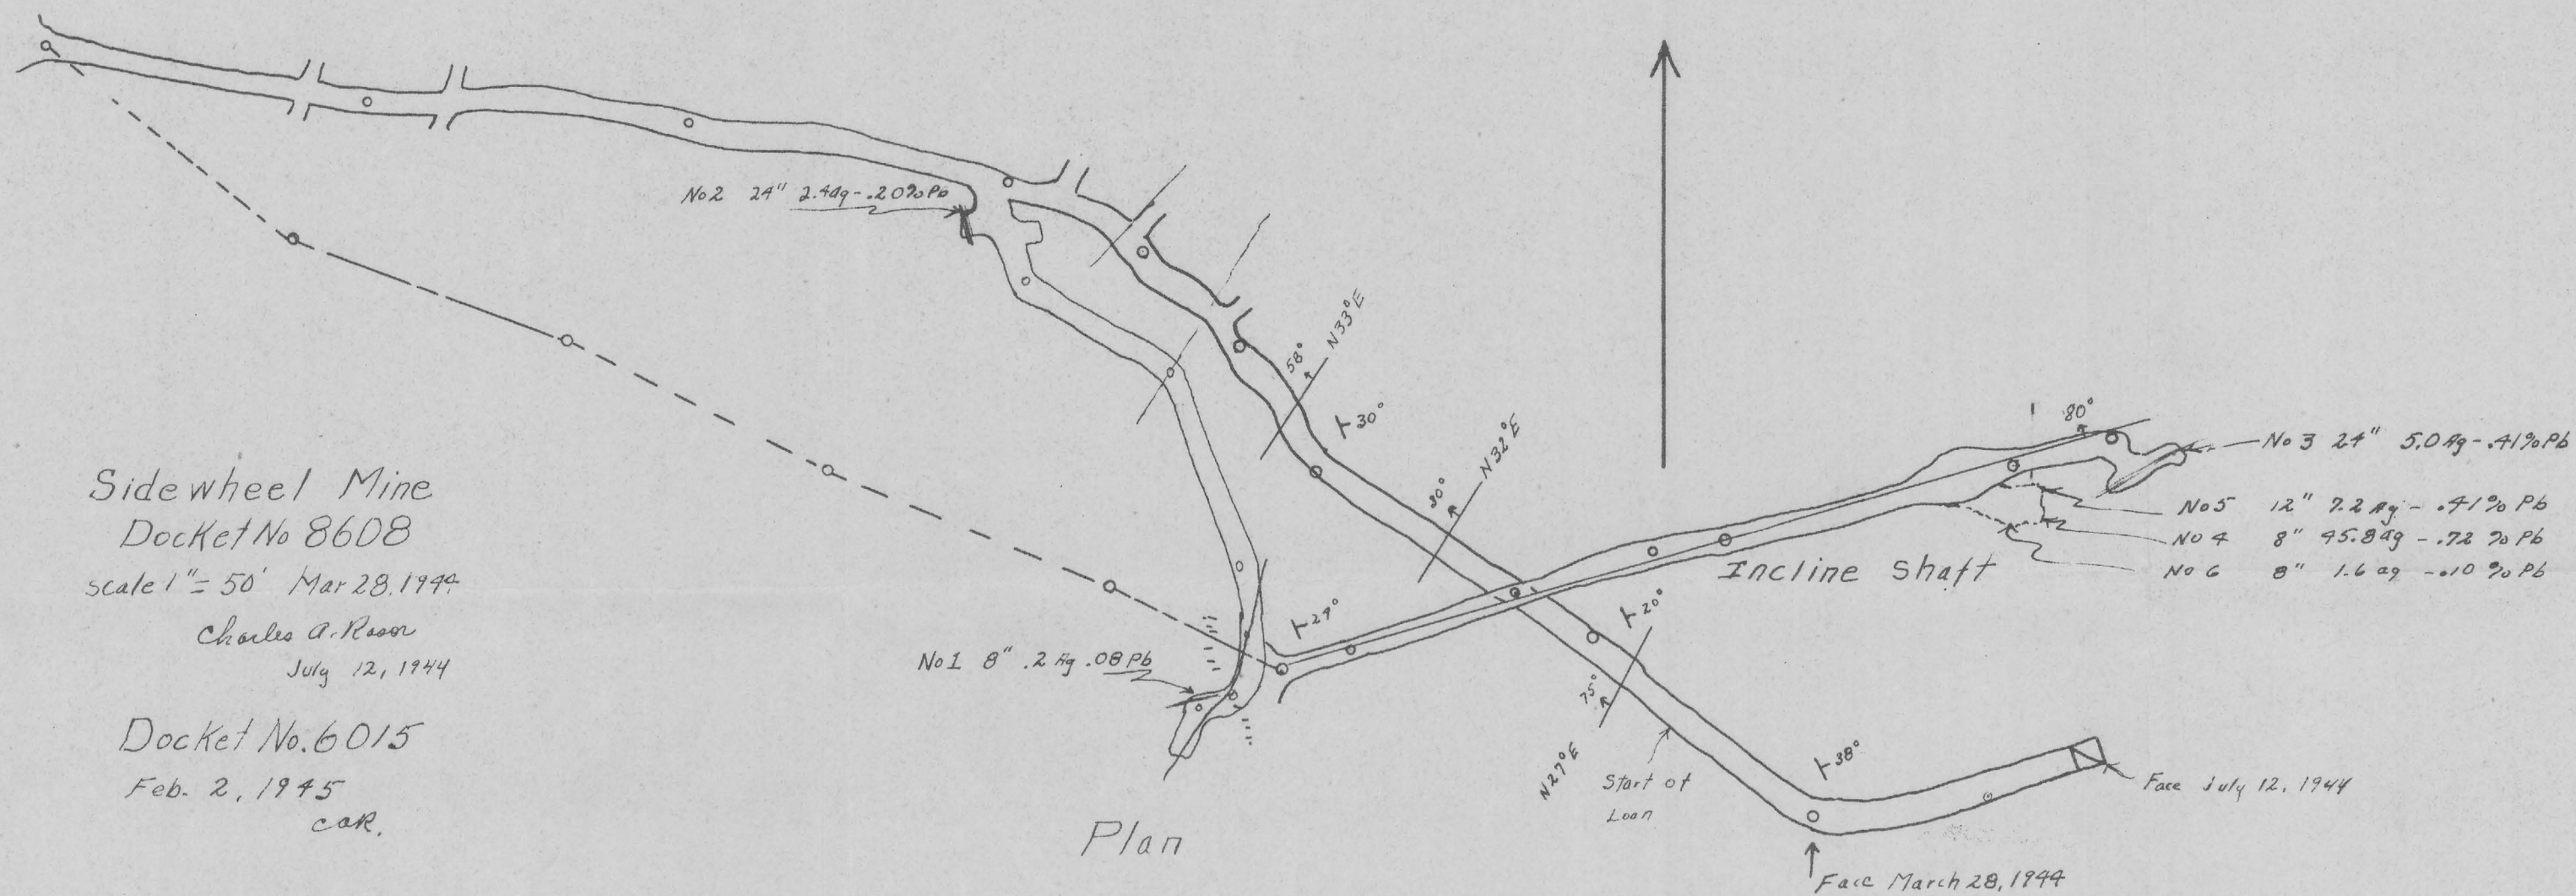 No 2 24" 2.4 Ag - .20% Pb
58°
N33°E
30°
30°
N32°E
80°
No 3 24" 5.0 Ag - .41% Pb
No 5 12" 7.2 Ag - .41% Pb
No 4 8" 45.8 ag - .72 % Pb
No 6 8" 1.6 ag - .10 % Pb
Incline Shaft
Sidewheel Mine
Docket No 8608
Scale 1" = 50' Mar 28, 1944
Charles A.
July 12, 1944
Docket No. 6015
Feb. 2, 1945
CAR.
No 1 8" .2 Ag .08 Pb
20°
75°
N27°E
Start of
Loan
38°
Face July 12, 1944
Face March 28, 1944
Plan